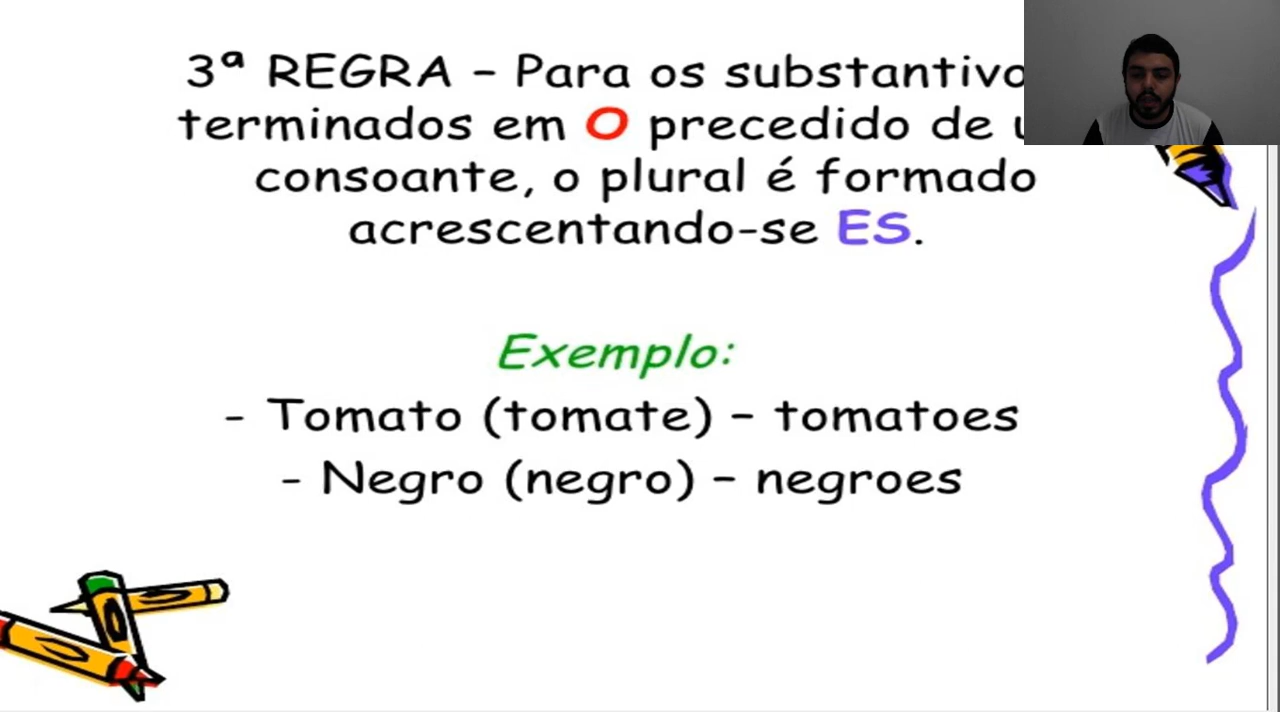 3ª REGRA – Para os substantivo
terminados em O precedido de
consoante, o plural é formado
acrescentando-se ES.
Exemplo:
- Tomato (tomate) – tomatoes
- Negro (negro) – negroes